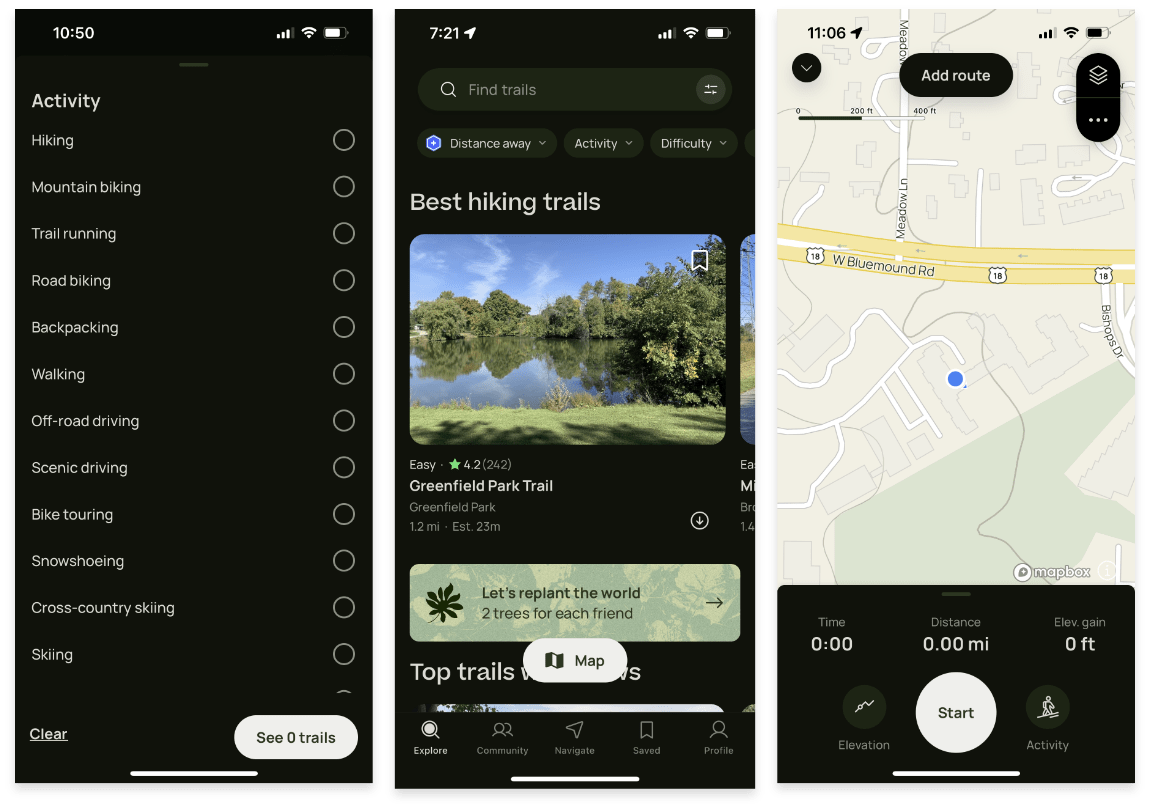 10:50
Activity
Hiking
Mountain biking
Trail running
Road biking
Backpacking
Walking
Off-road driving
Scenic driving
Bike touring
Snowshoeing
Cross-country skiing
Skiing
Clear
See 0 trails
7:21
Find trails
Distance away
Activity
Difficulty
Best hiking trails
Easy · 4.2 (242)
Greenfield Park Trail
Greenfield Park
1.2 mi · Est. 23m
Eas
Mi
Bro
1.4
Let's replant the world
2 trees for each friend
Map
Top trails w
ws
Explore
Community
Navigate
Saved
Profile
11:06
Add route
0 200 ft 400 ft
Meadow
Meadow Ln
18
W Bluemound Rd
18
18
Bishops Dr
mapbox
Time
0:00
Distance
0.00 mi
Elev. gain
0 ft
Elevation
Start
Activity